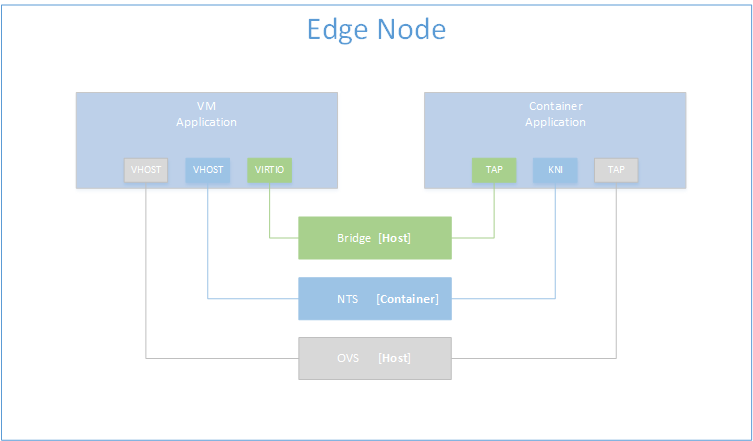 Edge Node
VM
Application
Container
Application
VHOST VHOST VIRTIO
TAP KNI TAP
Bridge [Host]
NTS [Container]
OVS [Host]